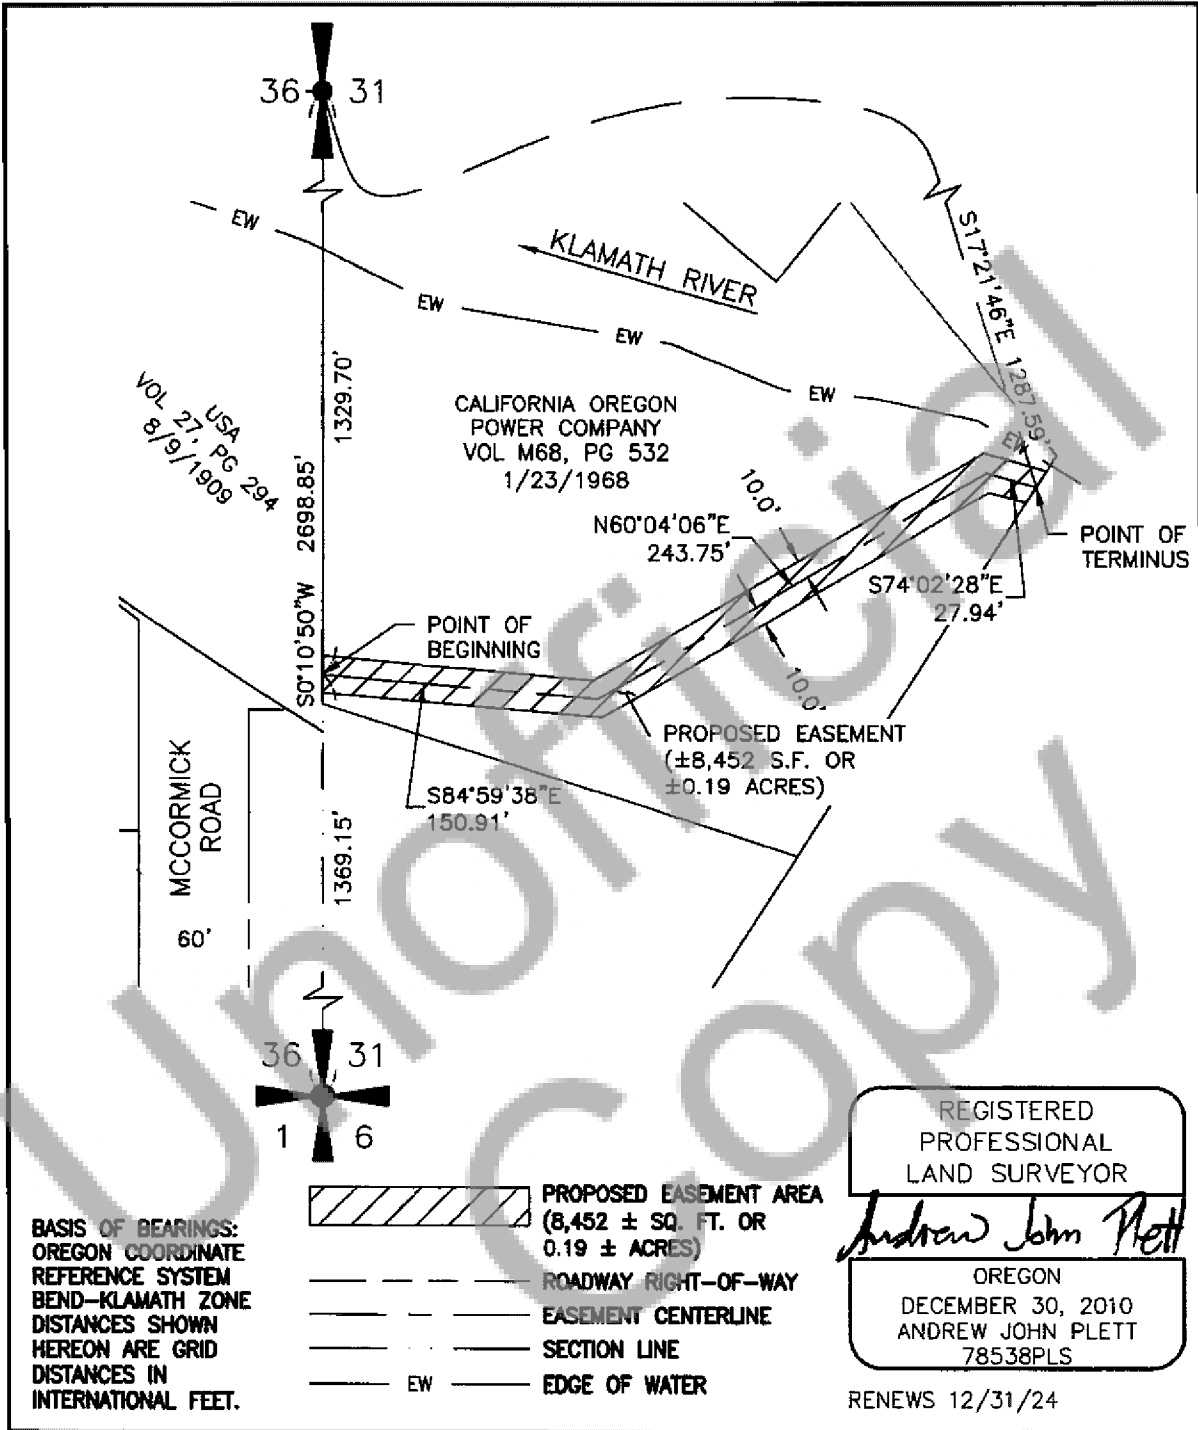 36 31
EW
KLAMATH RIVER
S17°21'46"E 1287.59'
EW
EW
EW
EW
1329.70'
S0°10'50"W 2698.85'
USA
VOL 27, PG 294
8/9/1909
CALIFORNIA OREGON
POWER COMPANY
VOL M68, PG 532
1/23/1968
10.0'
N60°04'06"E
243.75'
POINT OF
TERMINUS
S74°02'28"E
27.94'
POINT OF
BEGINNING
10.0'
PROPOSED EASEMENT
(±8,452 S.F. OR
±0.19 ACRES)
S84°59'38"E
150.91'
MCCORMICK
ROAD
60'
1369.15'
36 31
1 6
Unofficial
Copy
BASIS OF BEARINGS:
OREGON COORDINATE
REFERENCE SYSTEM
BEND-KLAMATH ZONE
DISTANCES SHOWN
HEREON ARE GRID
DISTANCES IN
INTERNATIONAL FEET.
PROPOSED EASEMENT AREA
(8,452 ± SQ. FT. OR
0.19 ± ACRES)
ROADWAY RIGHT-OF-WAY
EASEMENT CENTERLINE
SECTION LINE
EW EDGE OF WATER
REGISTERED
PROFESSIONAL
LAND SURVEYOR
Andrew John Plett
OREGON
DECEMBER 30, 2010
ANDREW JOHN PLETT
78538PLS
RENEWS 12/31/24